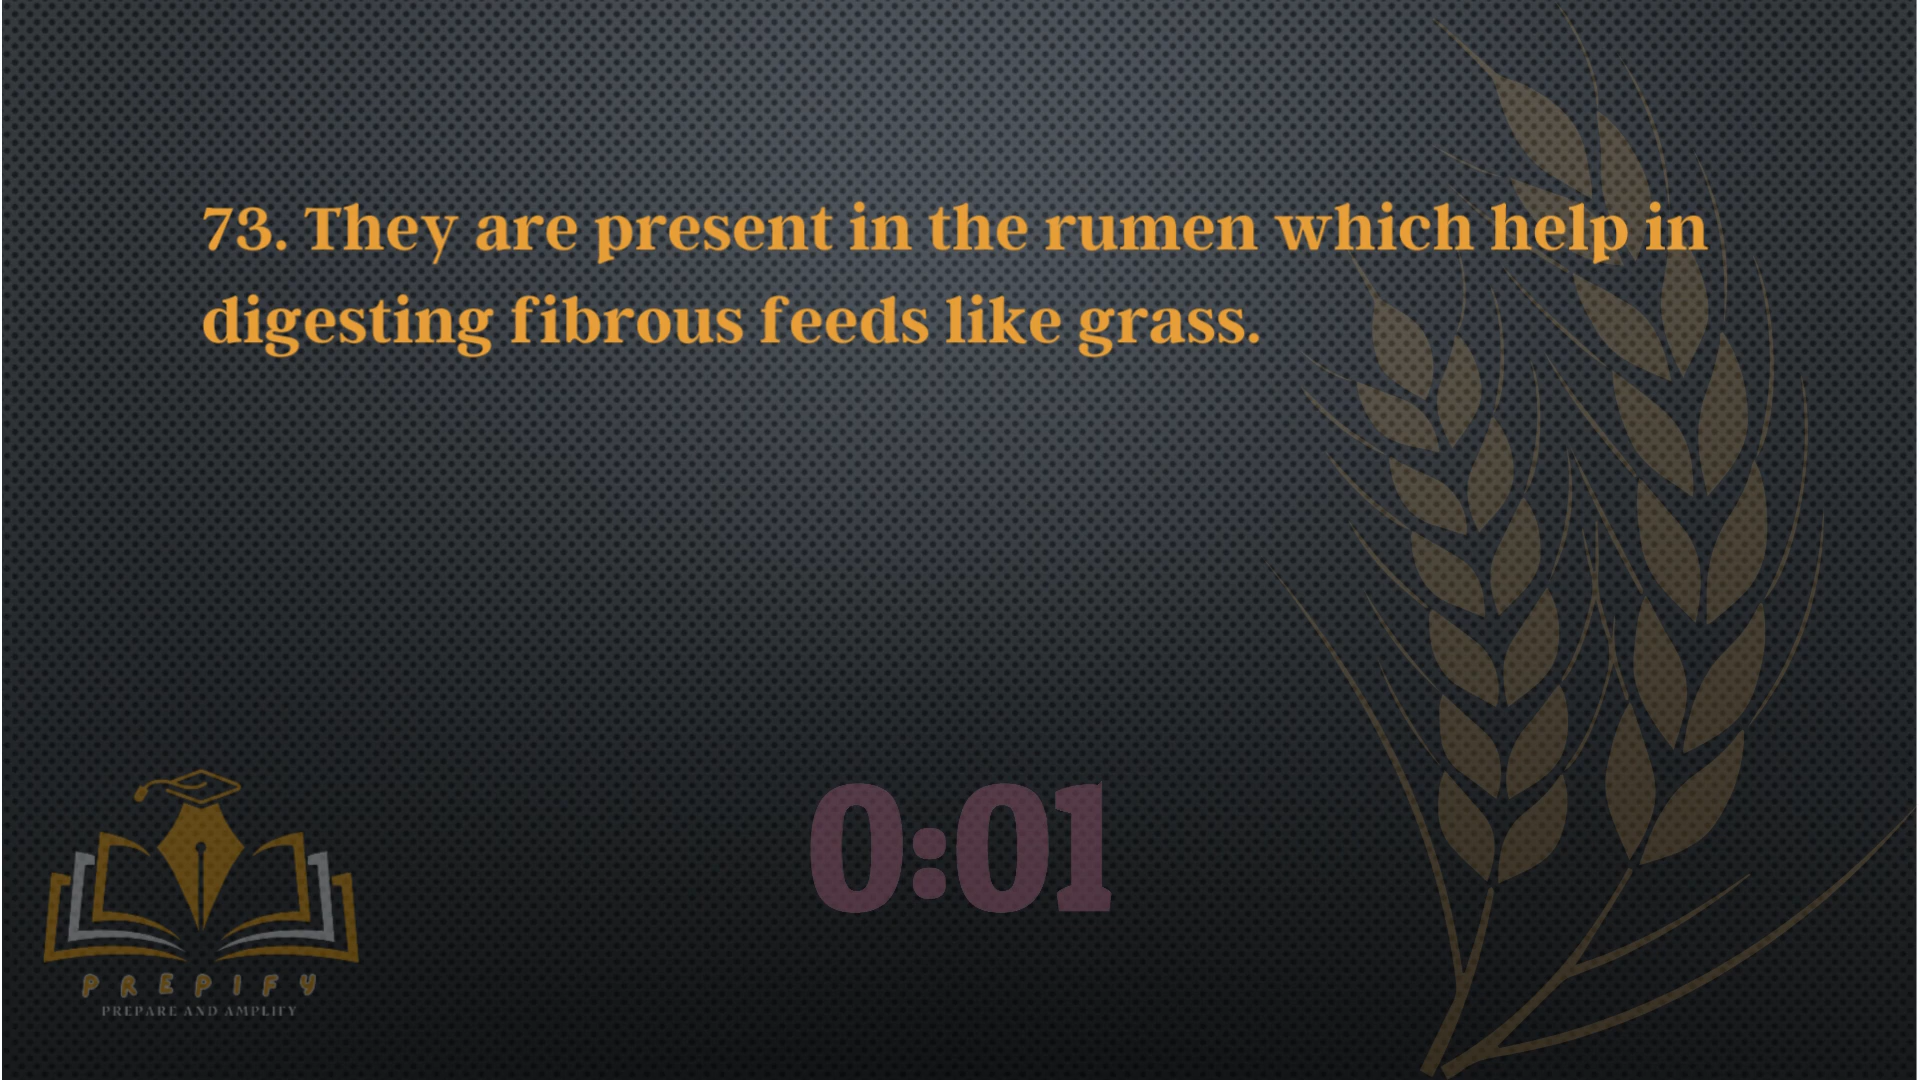 73. They are present in the rumen which help in
digesting fibrous feeds like grass.
0:01
PREPIFY
PREPARE AND AMPLIFY